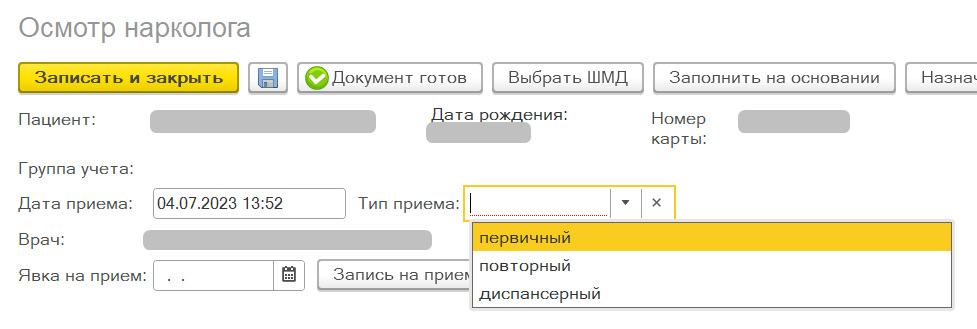 Осмотр нарколога
Записать и закрыть Документ готов Выбрать ШМД Заполнить на основании Назнач
Пациент: Дата рождения: Номер карты:
Группа учета:
Дата приема: 04.07.2023 13:52 Тип приема:
первичный
Врач:
повторный
Явка на прием: . . Запись на прием
диспансерный